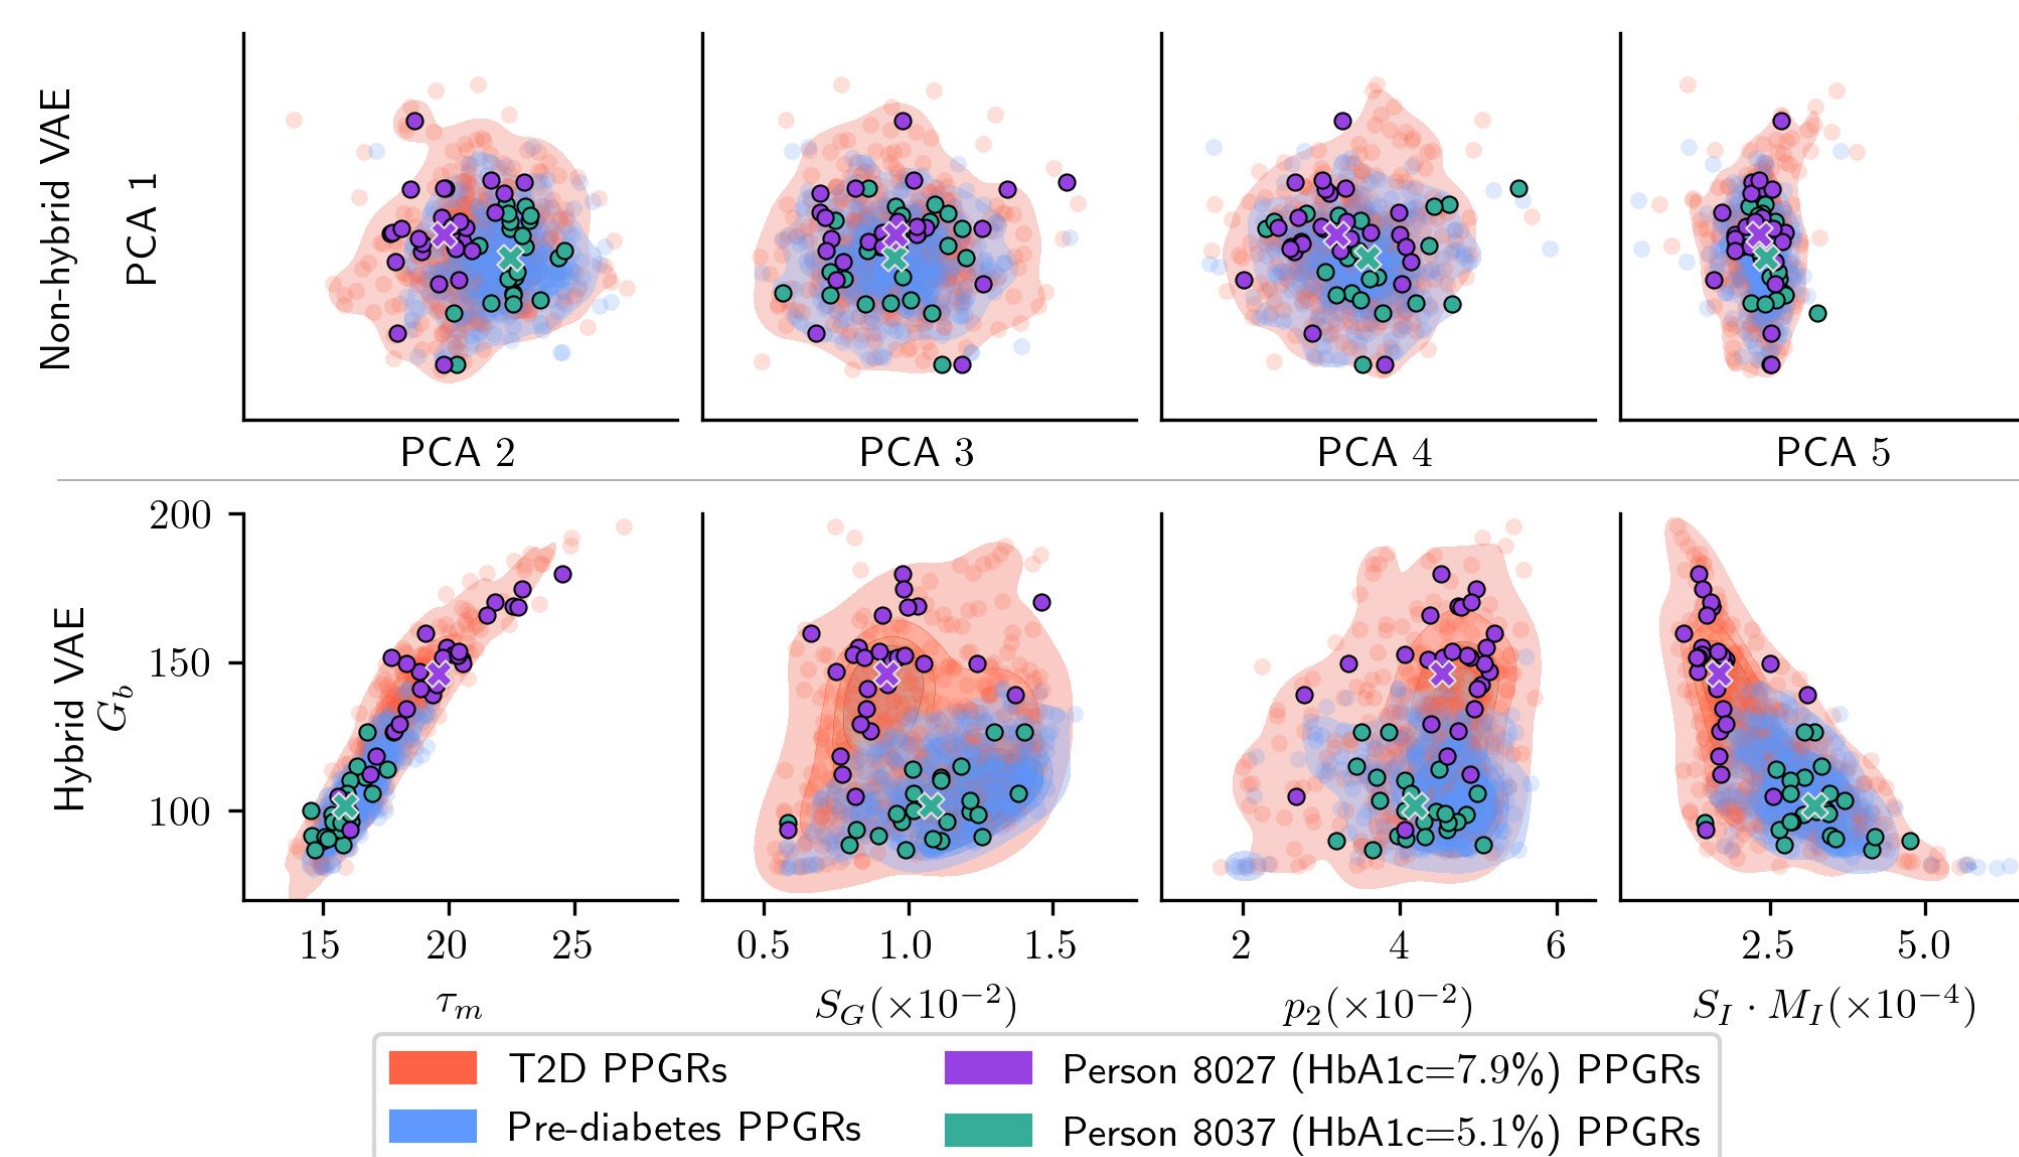 Non-hybrid VAE
PCA 1
PCA 2 PCA 3 PCA 4 PCA 5
Hybrid VAE
G_b
200
150
100
15 20 25 0.5 1.0 1.5 2 4 6 2.5 5.0
τ_m S_G(×10⁻²) p₂(×10⁻²) S_I · M_I(×10⁻⁴)
T2D PPGRs Person 8027 (HbA1c=7.9%) PPGRs
Pre-diabetes PPGRs Person 8037 (HbA1c=5.1%) PPGRs